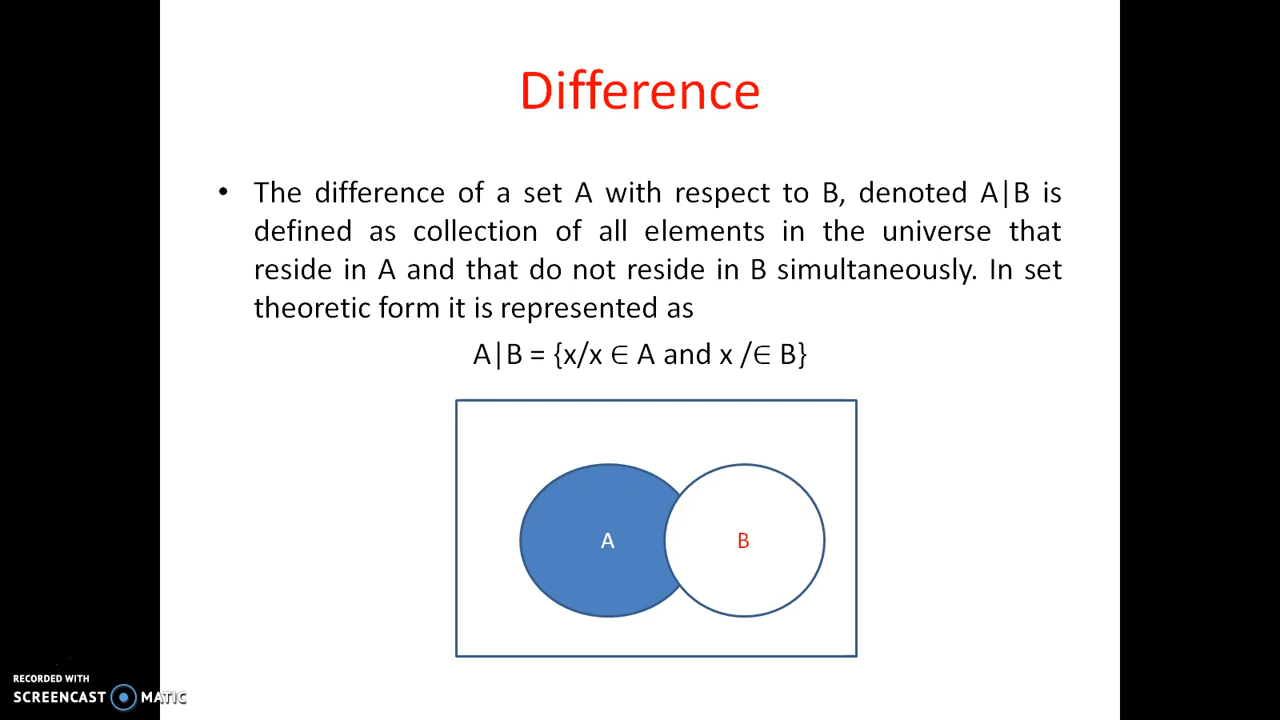 Difference
• The difference of a set A with respect to B, denoted A|B is
defined as collection of all elements in the universe that
reside in A and that do not reside in B simultaneously. In set
theoretic form it is represented as
A|B = {x/x ∈ A and x /∈ B}
A
B
RECORDED WITH
SCREENCAST MATIC